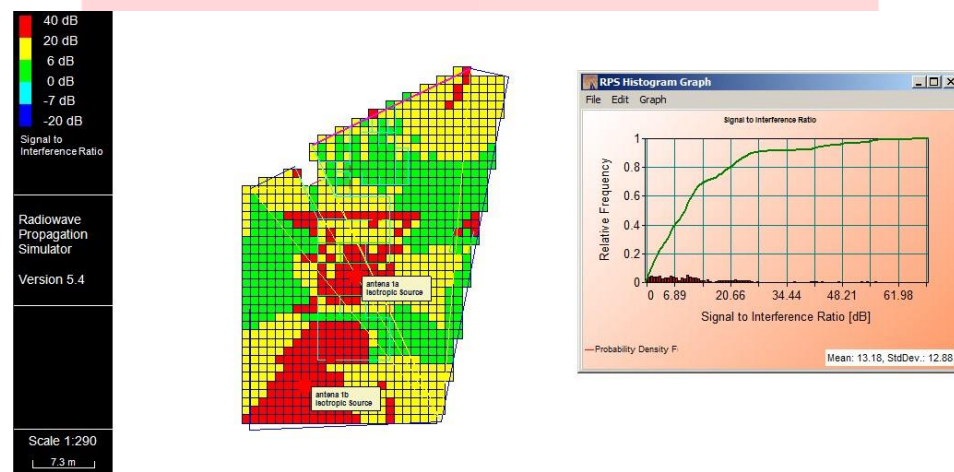 40 dB
20 dB
6 dB
0 dB
-7 dB
-20 dB
Signal to
Interference Ratio
Radiowave
Propagation
Simulator
Version 5.4
Scale 1:290
7.3 m
antena 1a
Isotropic Source
antena 1b
Isotropic Source
RPS Histogram Graph
File Edit Graph
Signal to Interference Ratio
Relative Frequency
1
0.8
0.6
0.4
0.2
0
0 6.89 20.66 34.44 48.21 61.98
Signal to Interference Ratio [dB]
Probability Density F
Mean: 13.18, StdDev.: 12.88